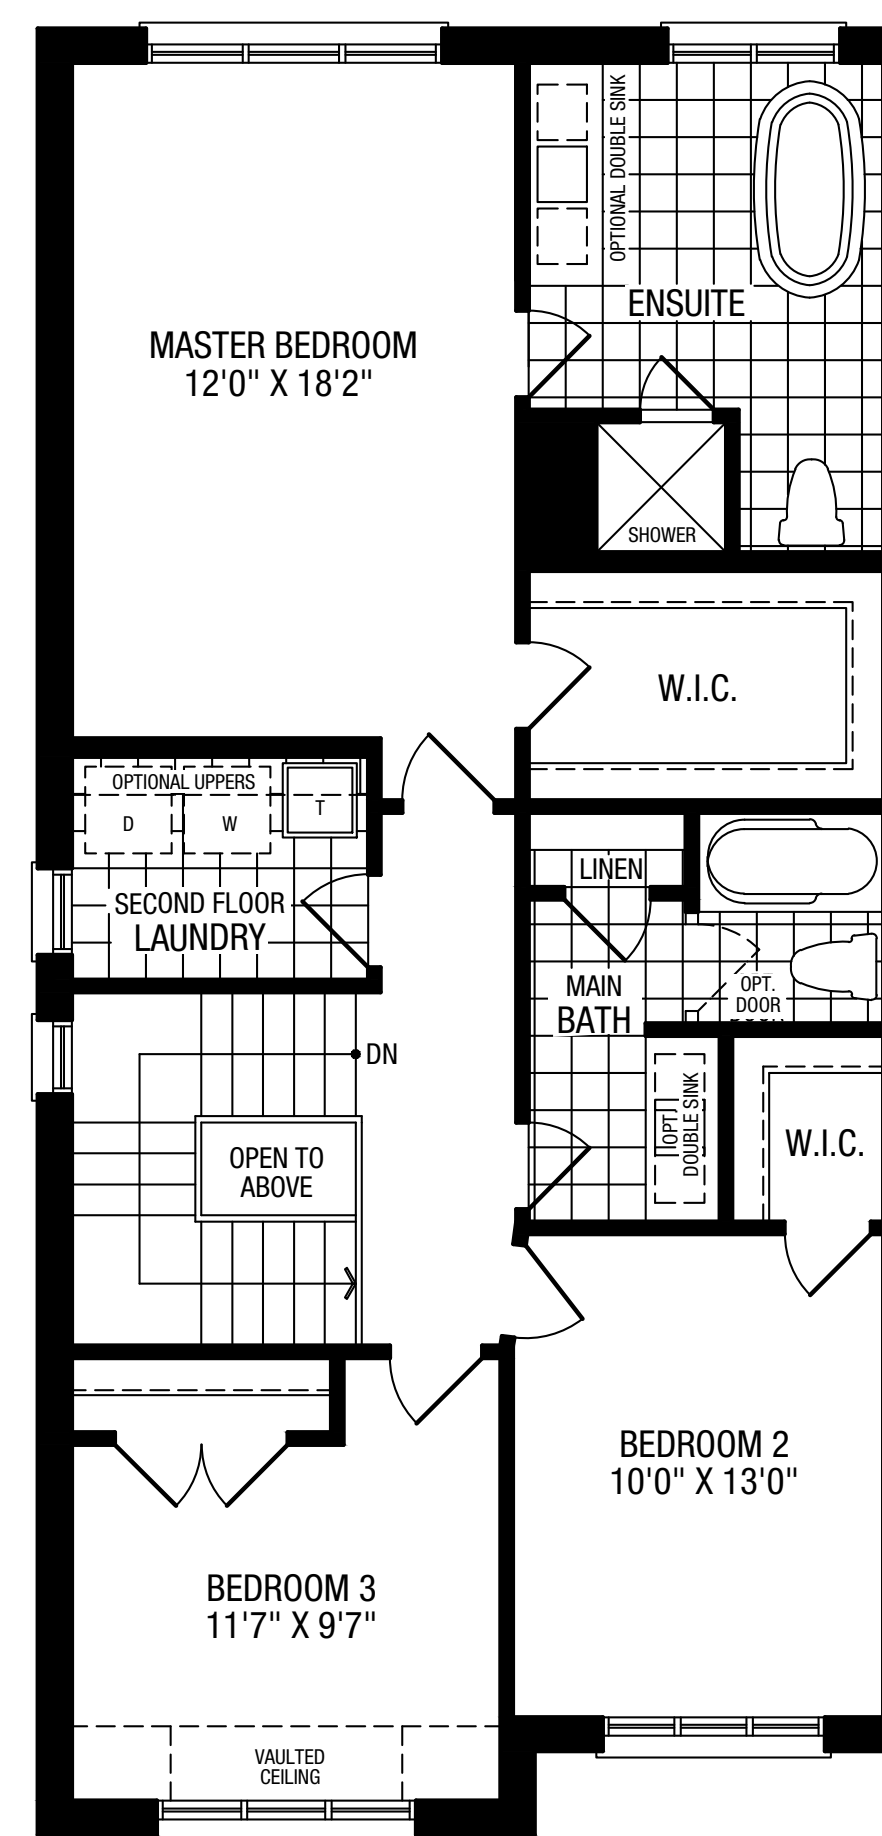 OPTIONAL DOUBLE SINK
ENSUITE
MASTER BEDROOM
12'0" X 18'2"
SHOWER
W.I.C.
OPTIONAL UPPERS
D
W
T
SECOND FLOOR
LAUNDRY
LINEN
MAIN
BATH
OPT.
DOOR
DN
OPT.
DOUBLE SINK
W.I.C.
OPEN TO
ABOVE
BEDROOM 2
10'0" X 13'0"
BEDROOM 3
11'7" X 9'7"
VAULTED
CEILING